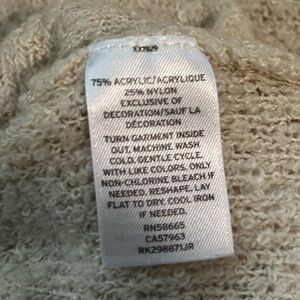 75% ACRYLIC/ACRYLIQUE
25% NYLON
EXCLUSIVE OF
DECORATION/SAUF LA
DÉCORATION
TURN GARMENT INSIDE
OUT. MACHINE WASH
COLD, GENTLE CYCLE,
WITH LIKE COLORS. ONLY
NON-CHLORINE BLEACH IF
NEEDED. RESHAPE, LAY
FLAT TO DRY. COOL IRON
IF NEEDED.
RN58665
CA57963
RK298871JR